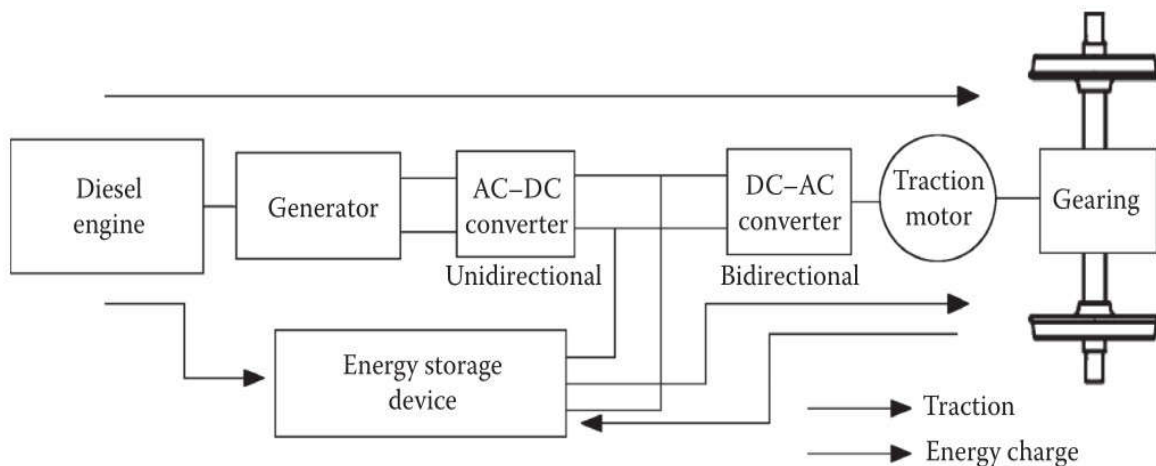 Diesel
engine
Generator
AC–DC
converter
Unidirectional
DC–AC
converter
Bidirectional
Traction
motor
Gearing
Energy storage
device
Traction
Energy charge